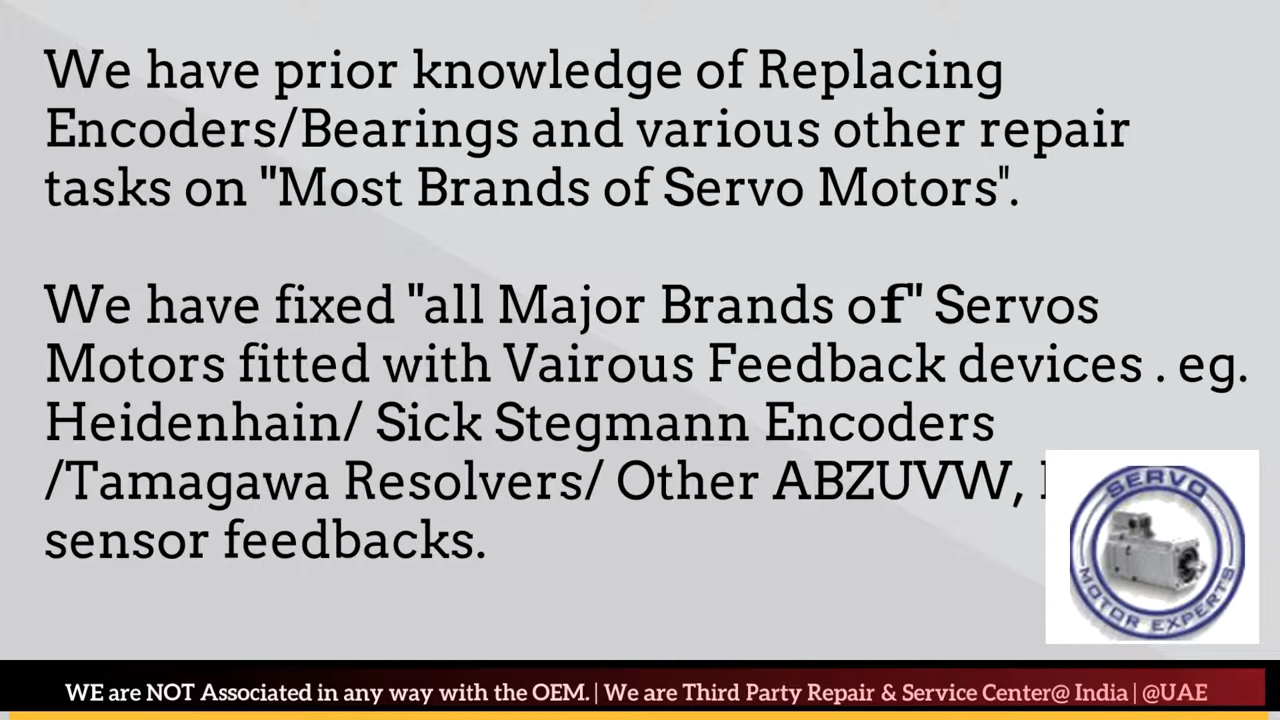 We have prior knowledge of Replacing
Encoders/Bearings and various other repair
tasks on "Most Brands of Servo Motors".
We have fixed "all Major Brands of" Servos
Motors fitted with Vairous Feedback devices . eg.
Heidenhain/ Sick Stegmann Encoders
/Tamagawa Resolvers/ Other ABZUVW,
sensor feedbacks.
SERVO
MOTOR EXPERTS
WE are NOT Associated in any way with the OEM. | We are Third Party Repair & Service Center@ India | @UAE